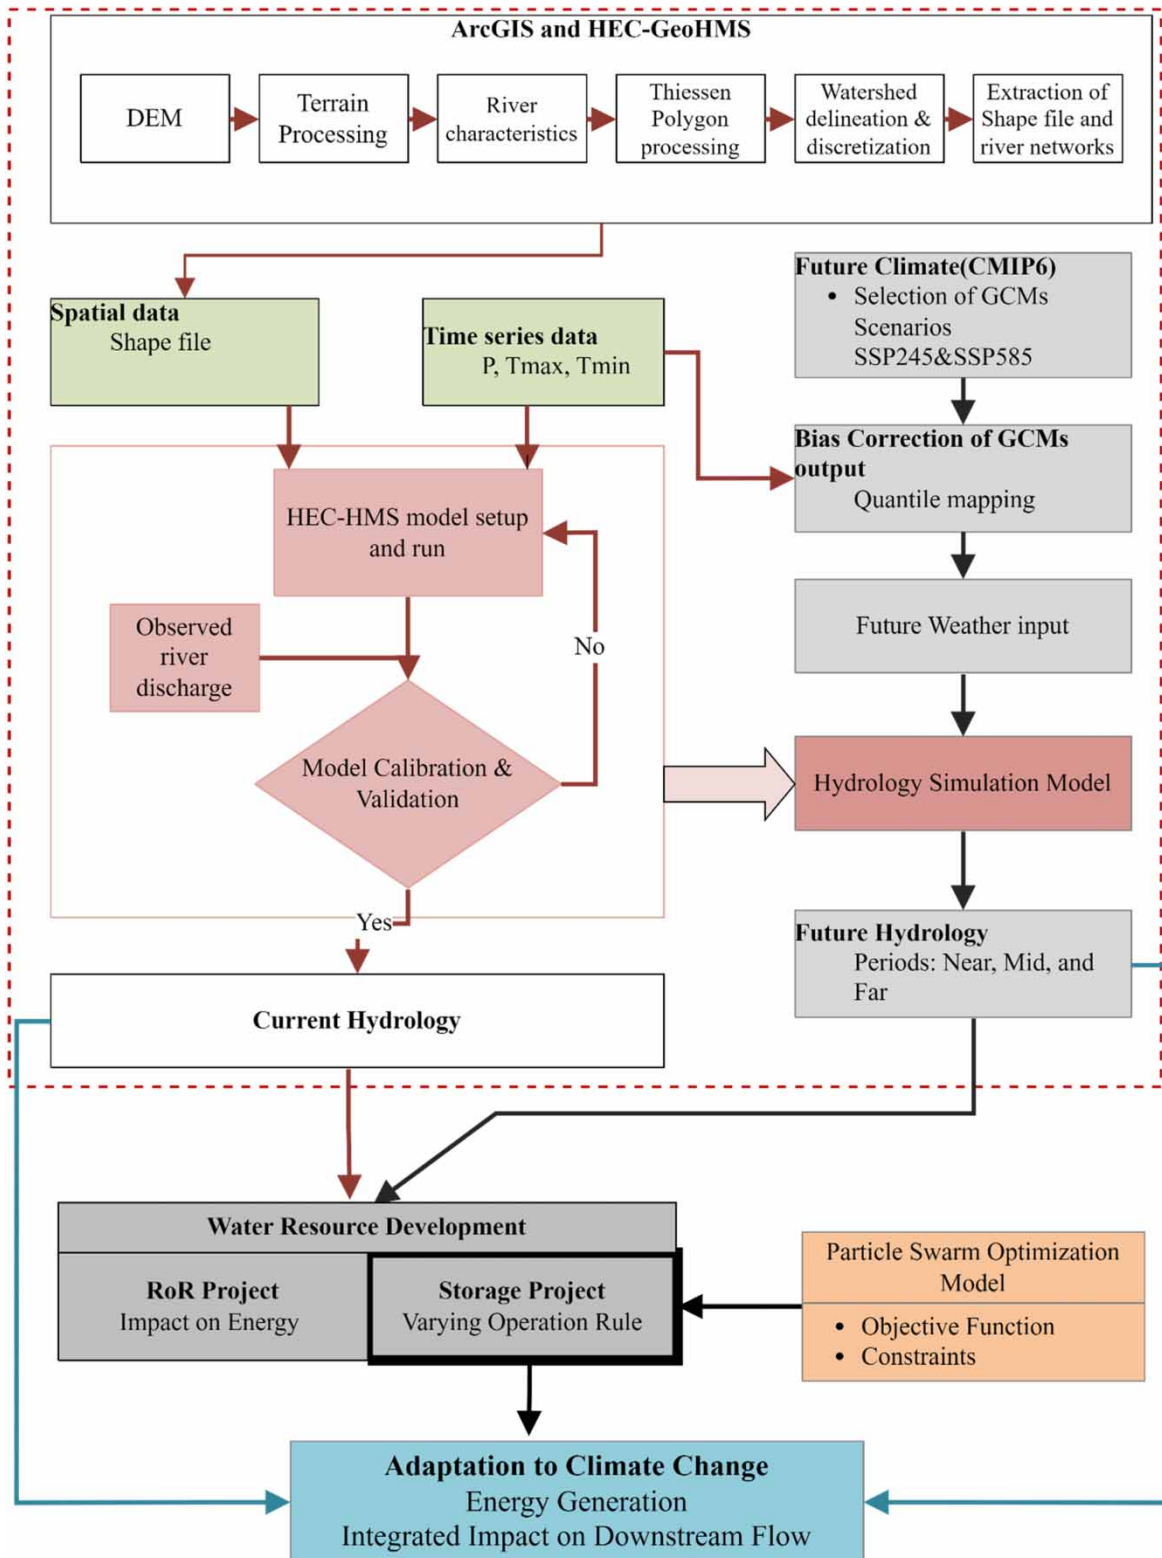 ArcGIS and HEC-GeoHMS
DEM
Terrain
Processing
River
characteristics
Thiessen
Polygon
processing
Watershed
delineation &
discretization
Extraction of
Shape file and
river networks
Spatial data
Shape file
Time series data
P, Tmax, Tmin
Future Climate(CMIP6)
• Selection of GCMs
Scenarios
SSP245&SSP585
Bias Correction of GCMs
output
Quantile mapping
HEC-HMS model setup
and run
Observed
river
discharge
No
Future Weather input
Model Calibration &
Validation
Hydrology Simulation Model
Yes
Future Hydrology
Periods: Near, Mid, and
Far
Current Hydrology
Water Resource Development
RoR Project
Impact on Energy
Storage Project
Varying Operation Rule
Particle Swarm Optimization
Model
• Objective Function
• Constraints
Adaptation to Climate Change
Energy Generation
Integrated Impact on Downstream Flow